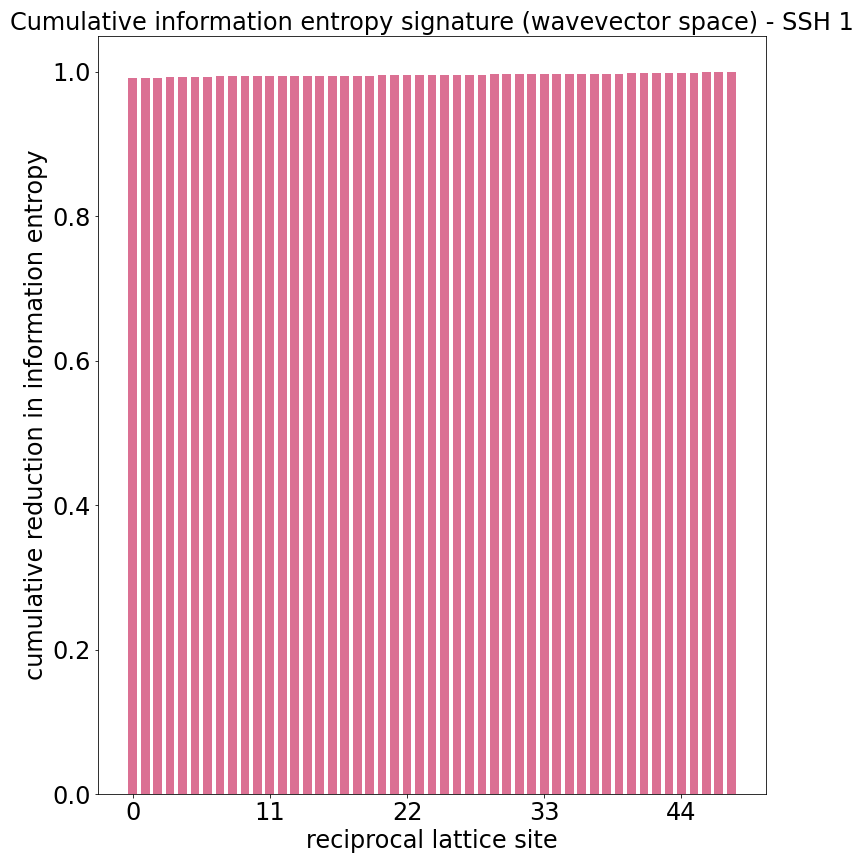 Cumulative information entropy signature (wavevector space) - SSH 1
cumulative reduction in information entropy
1.0
0.8
0.6
0.4
0.2
0.0
0 11 22 33 44
reciprocal lattice site